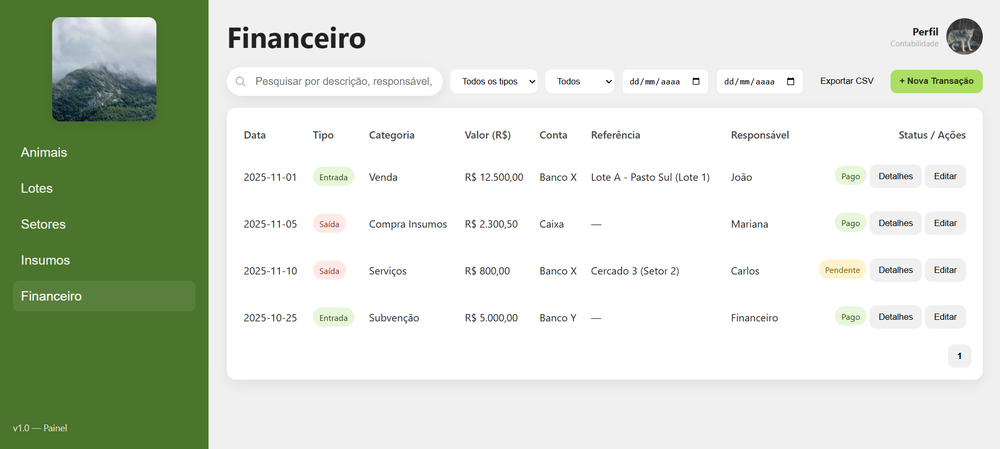 Animais
Lotes
Setores
Insumos
Financeiro
v1.0 — Painel
Financeiro
Perfil
Contabilidade
Pesquisar por descrição, responsável,
Todos os tipos
Todos
dd/mm/aaaa
dd/mm/aaaa
Exportar CSV
+ Nova Transação
Data Tipo Categoria Valor (R$) Conta Referência Responsável Status / Ações
2025-11-01 Entrada Venda R$ 12.500,00 Banco X Lote A - Pasto Sul (Lote 1) João Pago Detalhes Editar
2025-11-05 Saída Compra Insumos R$ 2.300,50 Caixa — Mariana Pago Detalhes Editar
2025-11-10 Saída Serviços R$ 800,00 Banco X Cercado 3 (Setor 2) Carlos Pendente Detalhes Editar
2025-10-25 Entrada Subvenção R$ 5.000,00 Banco Y — Financeiro Pago Detalhes Editar
1